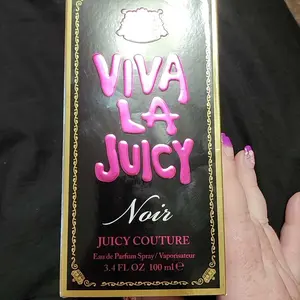 VIVA
LA
JUICY
Noir
JUICY COUTURE
Eau de Parfum Spray / Vaporisateur
3.4 FL OZ 100 ml ℮